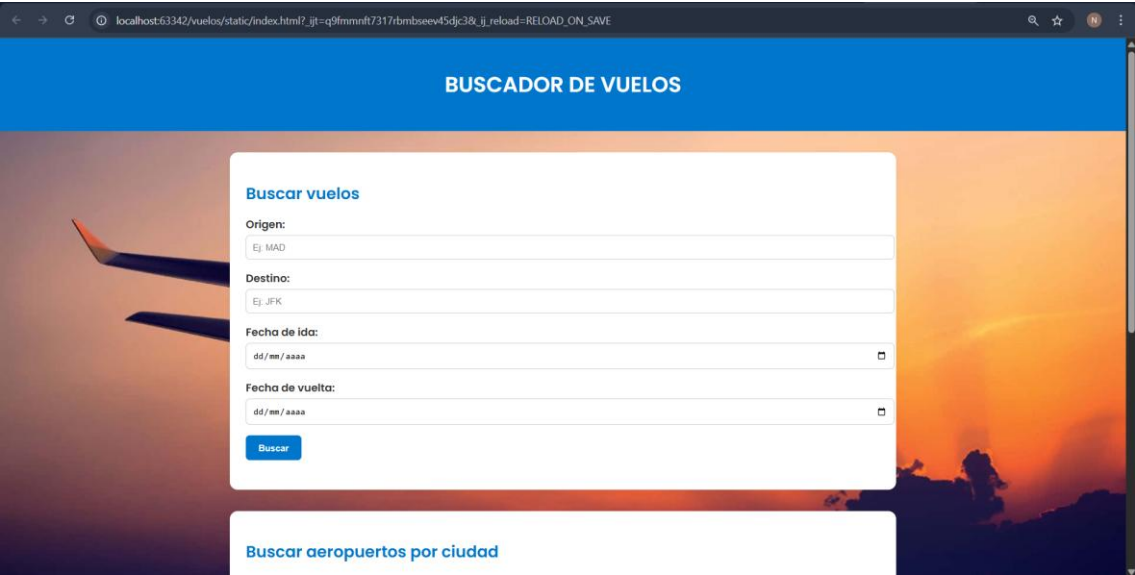 localhost:63342/vuelos/static/index.html?_ijt=q9fmmnft7317rbmbseev45djc3&_ij_reload=RELOAD_ON_SAVE
N
BUSCADOR DE VUELOS
Buscar vuelos
Origen:
Ej: MAD
Destino:
Ej: JFK
Fecha de ida:
dd/mm/aaaa
Fecha de vuelta:
dd/mm/aaaa
Buscar
Buscar aeropuertos por ciudad